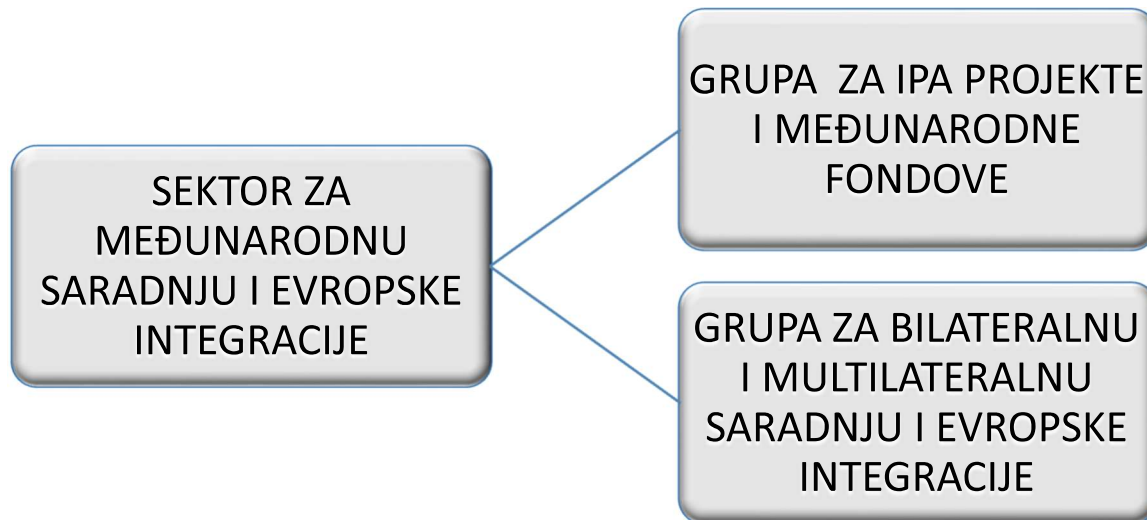 SEKTOR ZA
MEĐUNARODNU
SARADNJU I EVROPSKE
INTEGRACIJE
GRUPA  ZA IPA PROJEKTE
I MEĐUNARODNE
FONDOVE
GRUPA ZA BILATERALNU
I MULTILATERALNU
SARADNJU I EVROPSKE
INTEGRACIJE